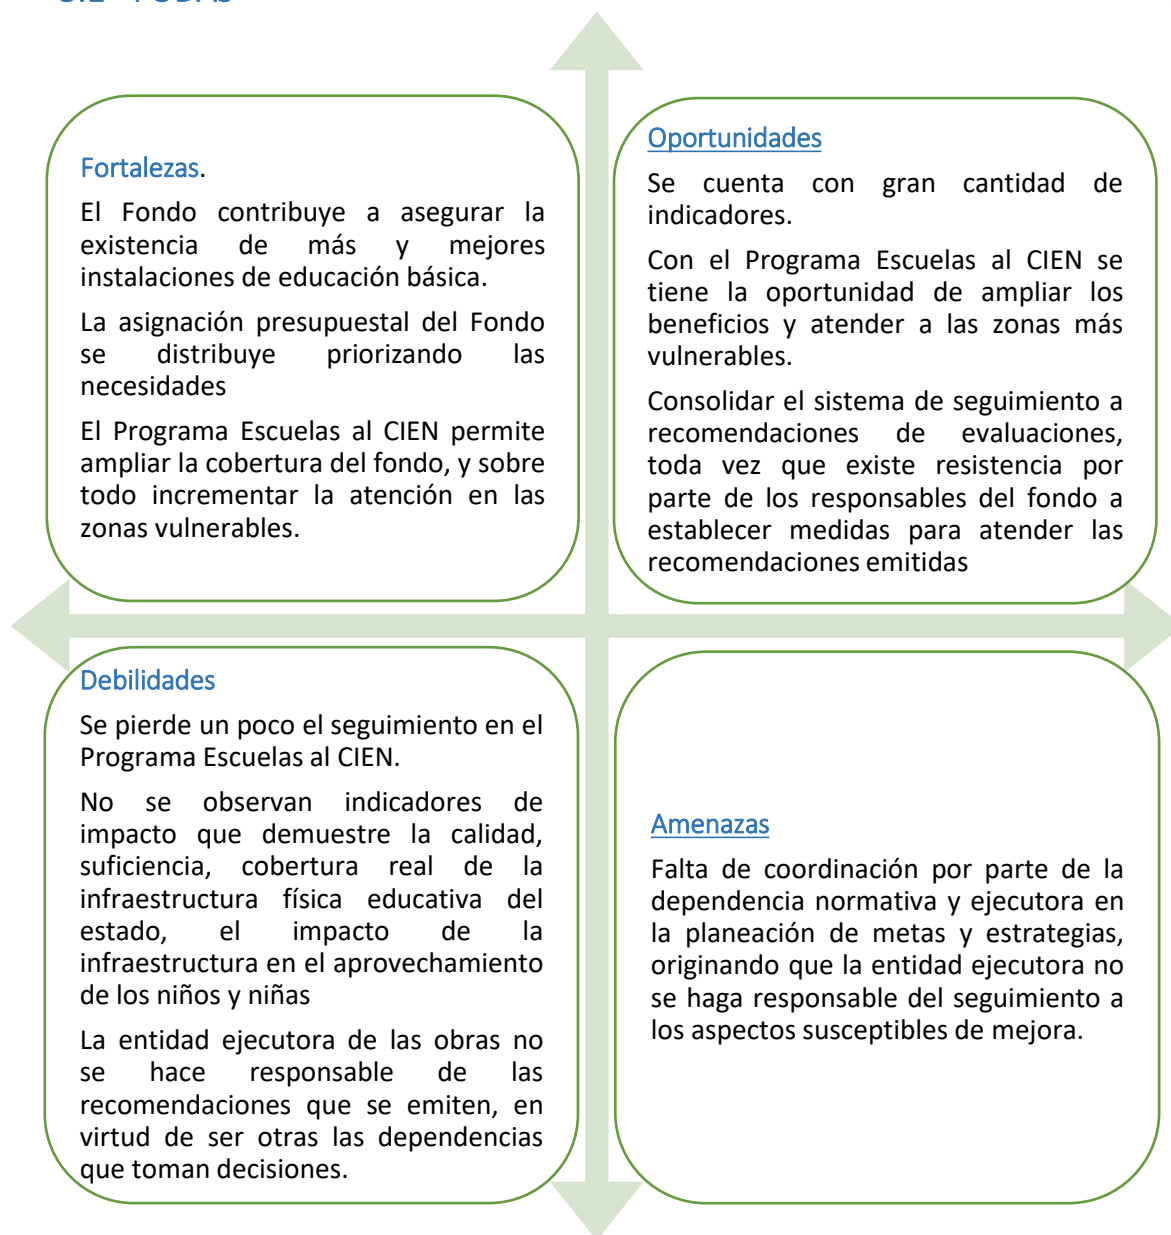 Fortalezas.
El Fondo contribuye a asegurar la
existencia de más y mejores
instalaciones de educación básica.
La asignación presupuestal del Fondo
se distribuye priorizando las
necesidades
El Programa Escuelas al CIEN permite
ampliar la cobertura del fondo, y sobre
todo incrementar la atención en las
zonas vulnerables.
Oportunidades
Se cuenta con gran cantidad de
indicadores.
Con el Programa Escuelas al CIEN se
tiene la oportunidad de ampliar los
beneficios y atender a las zonas más
vulnerables.
Consolidar el sistema de seguimiento a
recomendaciones de evaluaciones,
toda vez que existe resistencia por
parte de los responsables del fondo a
establecer medidas para atender las
recomendaciones emitidas
Debilidades
Se pierde un poco el seguimiento en el
Programa Escuelas al CIEN.
No se observan indicadores de
impacto que demuestre la calidad,
suficiencia, cobertura real de la
infraestructura física educativa del
estado, el impacto de la
infraestructura en el aprovechamiento
de los niños y niñas
La entidad ejecutora de las obras no
se hace responsable de las
recomendaciones que se emiten, en
virtud de ser otras las dependencias
que toman decisiones.
Amenazas
Falta de coordinación por parte de la
dependencia normativa y ejecutora en
la planeación de metas y estrategias,
originando que la entidad ejecutora no
se haga responsable del seguimiento a
los aspectos susceptibles de mejora.